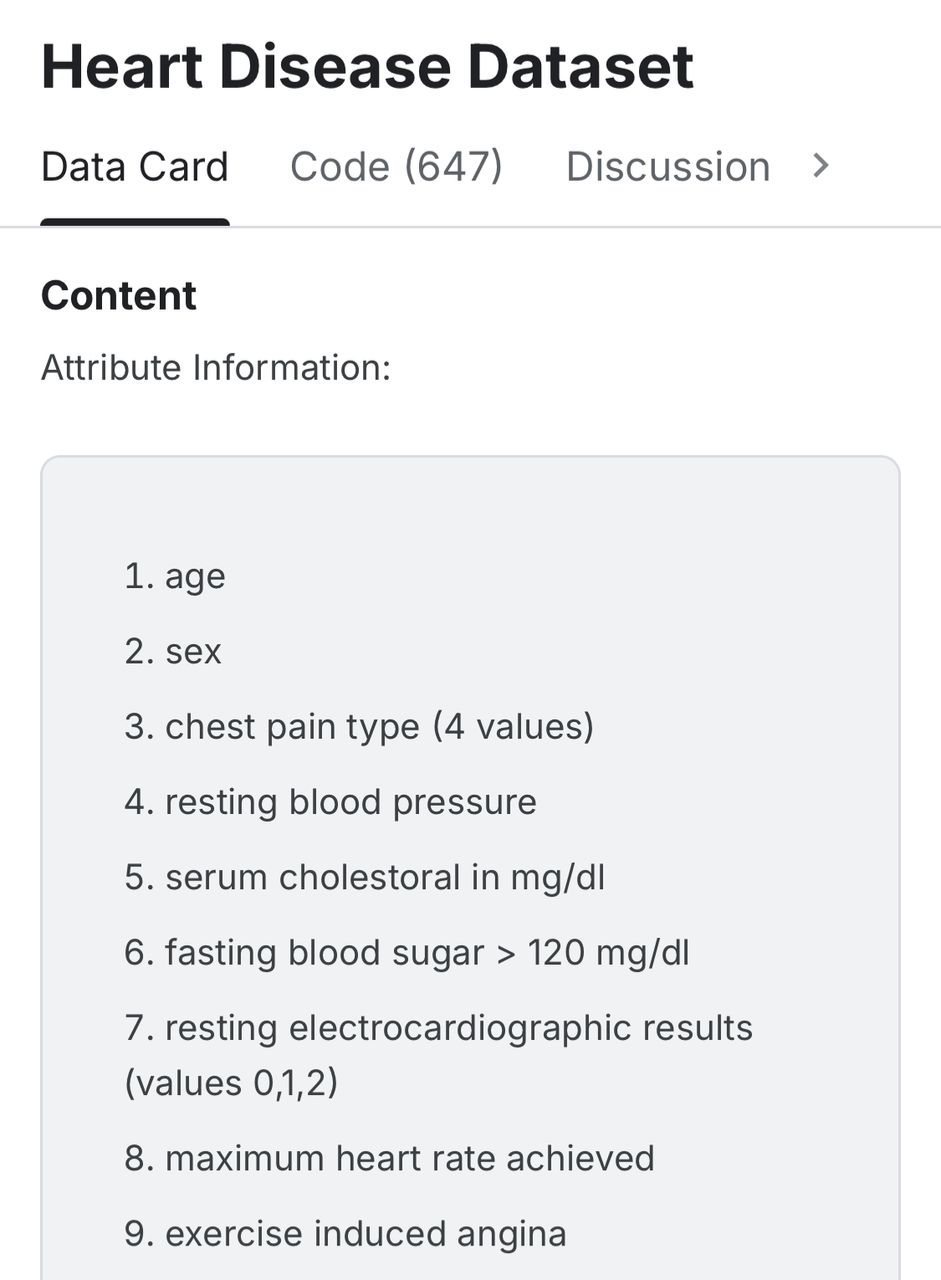 Heart Disease Dataset
Data Card Code (647) Discussion >
Content
Attribute Information:
1. age
2. sex
3. chest pain type (4 values)
4. resting blood pressure
5. serum cholestoral in mg/dl
6. fasting blood sugar > 120 mg/dl
7. resting electrocardiographic results
(values 0,1,2)
8. maximum heart rate achieved
9. exercise induced angina